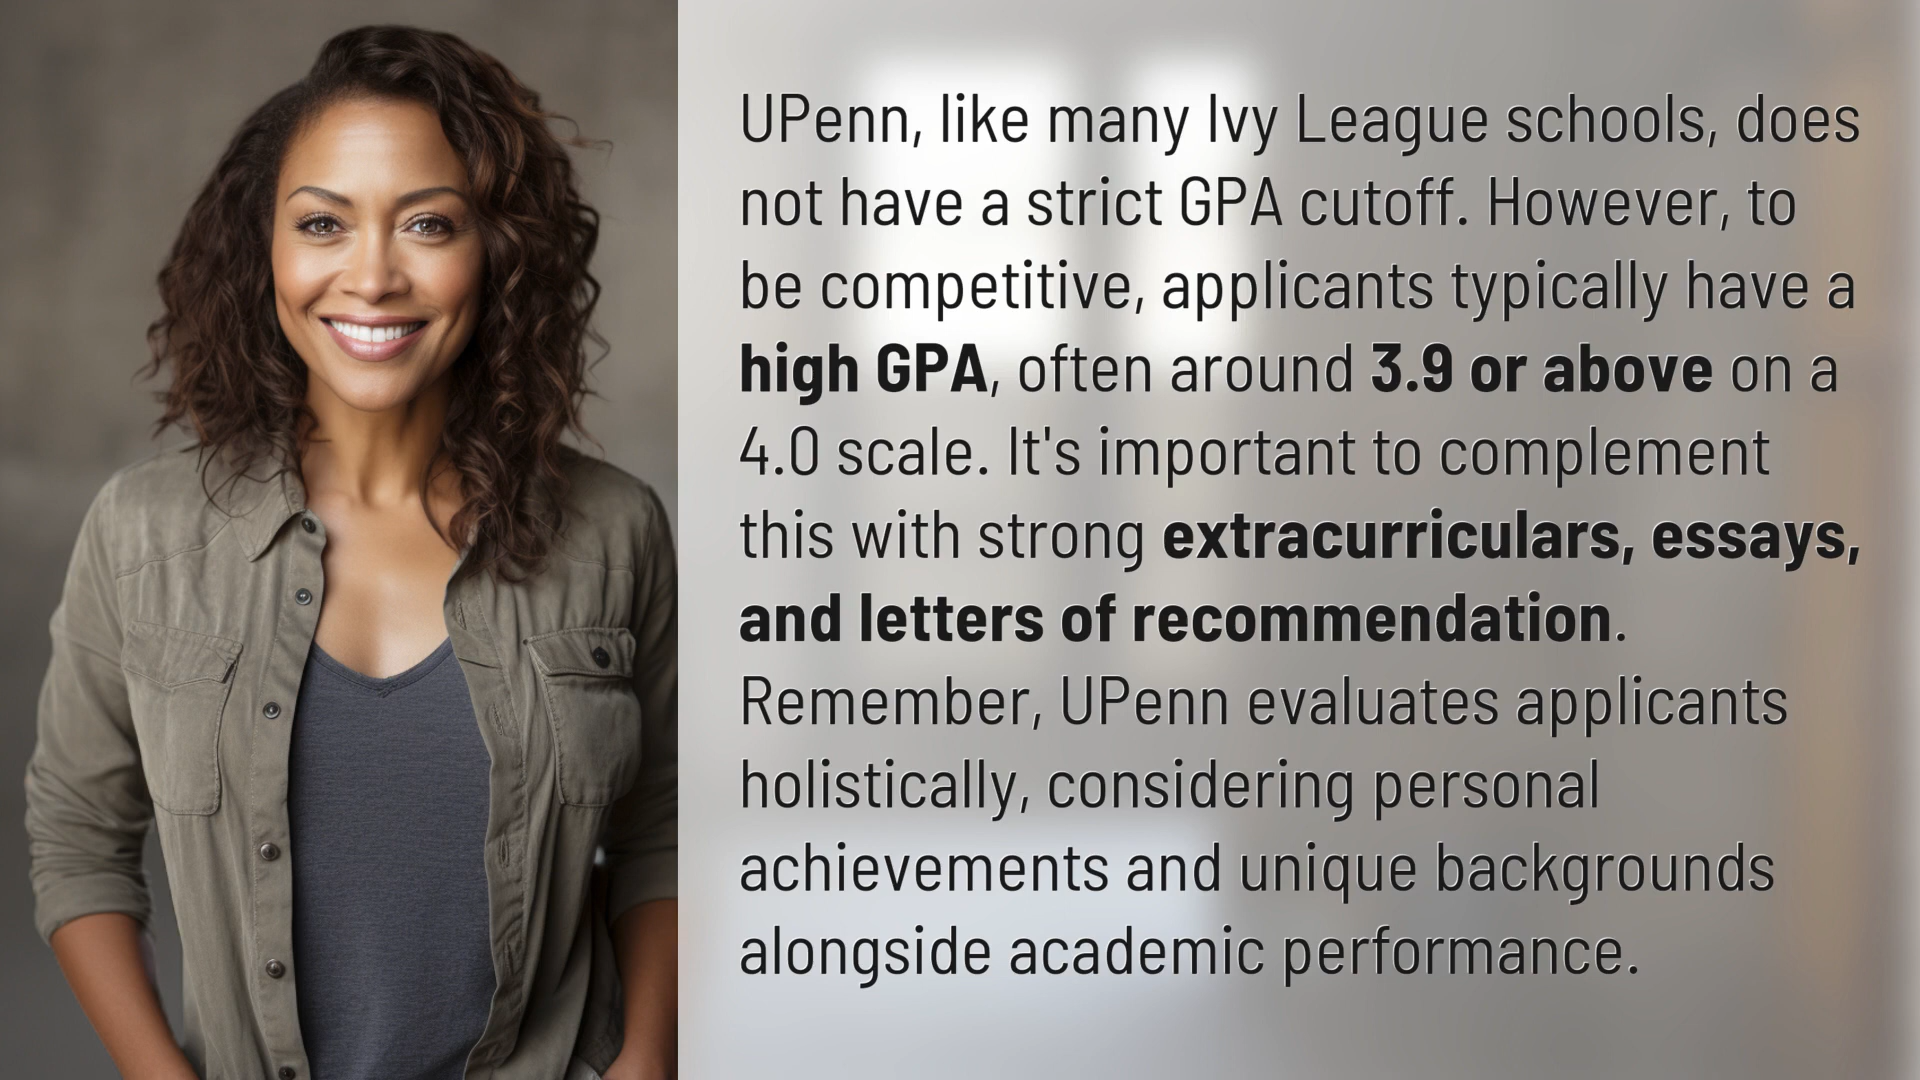 UPenn, like many Ivy League schools, does
not have a strict GPA cutoff. However, to
be competitive, applicants typically have a
high GPA, often around 3.9 or above on a
4.0 scale. It's important to complement
this with strong extracurriculars, essays,
and letters of recommendation.
Remember, UPenn evaluates applicants
holistically, considering personal
achievements and unique backgrounds
alongside academic performance.